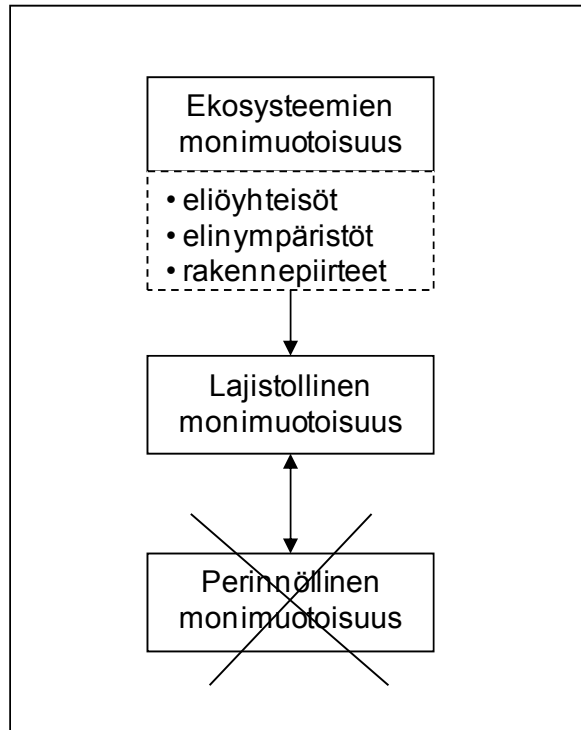 Ekosysteemien
monimuotoisuus
• eliöyhteisöt
• elinympäristöt
• rakennepiirteet
Lajistollinen
monimuotoisuus
Perinnöllinen
monimuotoisuus